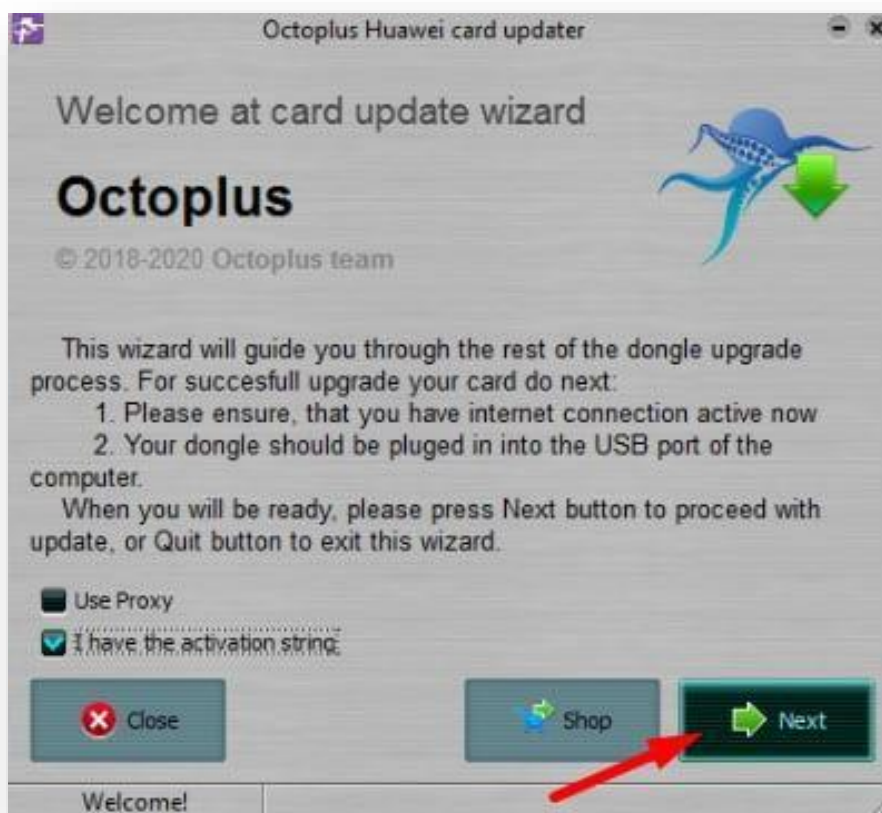 Octoplus Huawei card updater
Welcome at card update wizard
Octoplus
© 2018-2020 Octoplus team
This wizard will guide you through the rest of the dongle upgrade
process. For succesfull upgrade your card do next:
1. Please ensure, that you have internet connection active now
2. Your dongle should be pluged in into the USB port of the
computer.
When you will be ready, please press Next button to proceed with
update, or Quit button to exit this wizard.
Use Proxy
I have the activation string
Close
Shop
Next
Welcome!